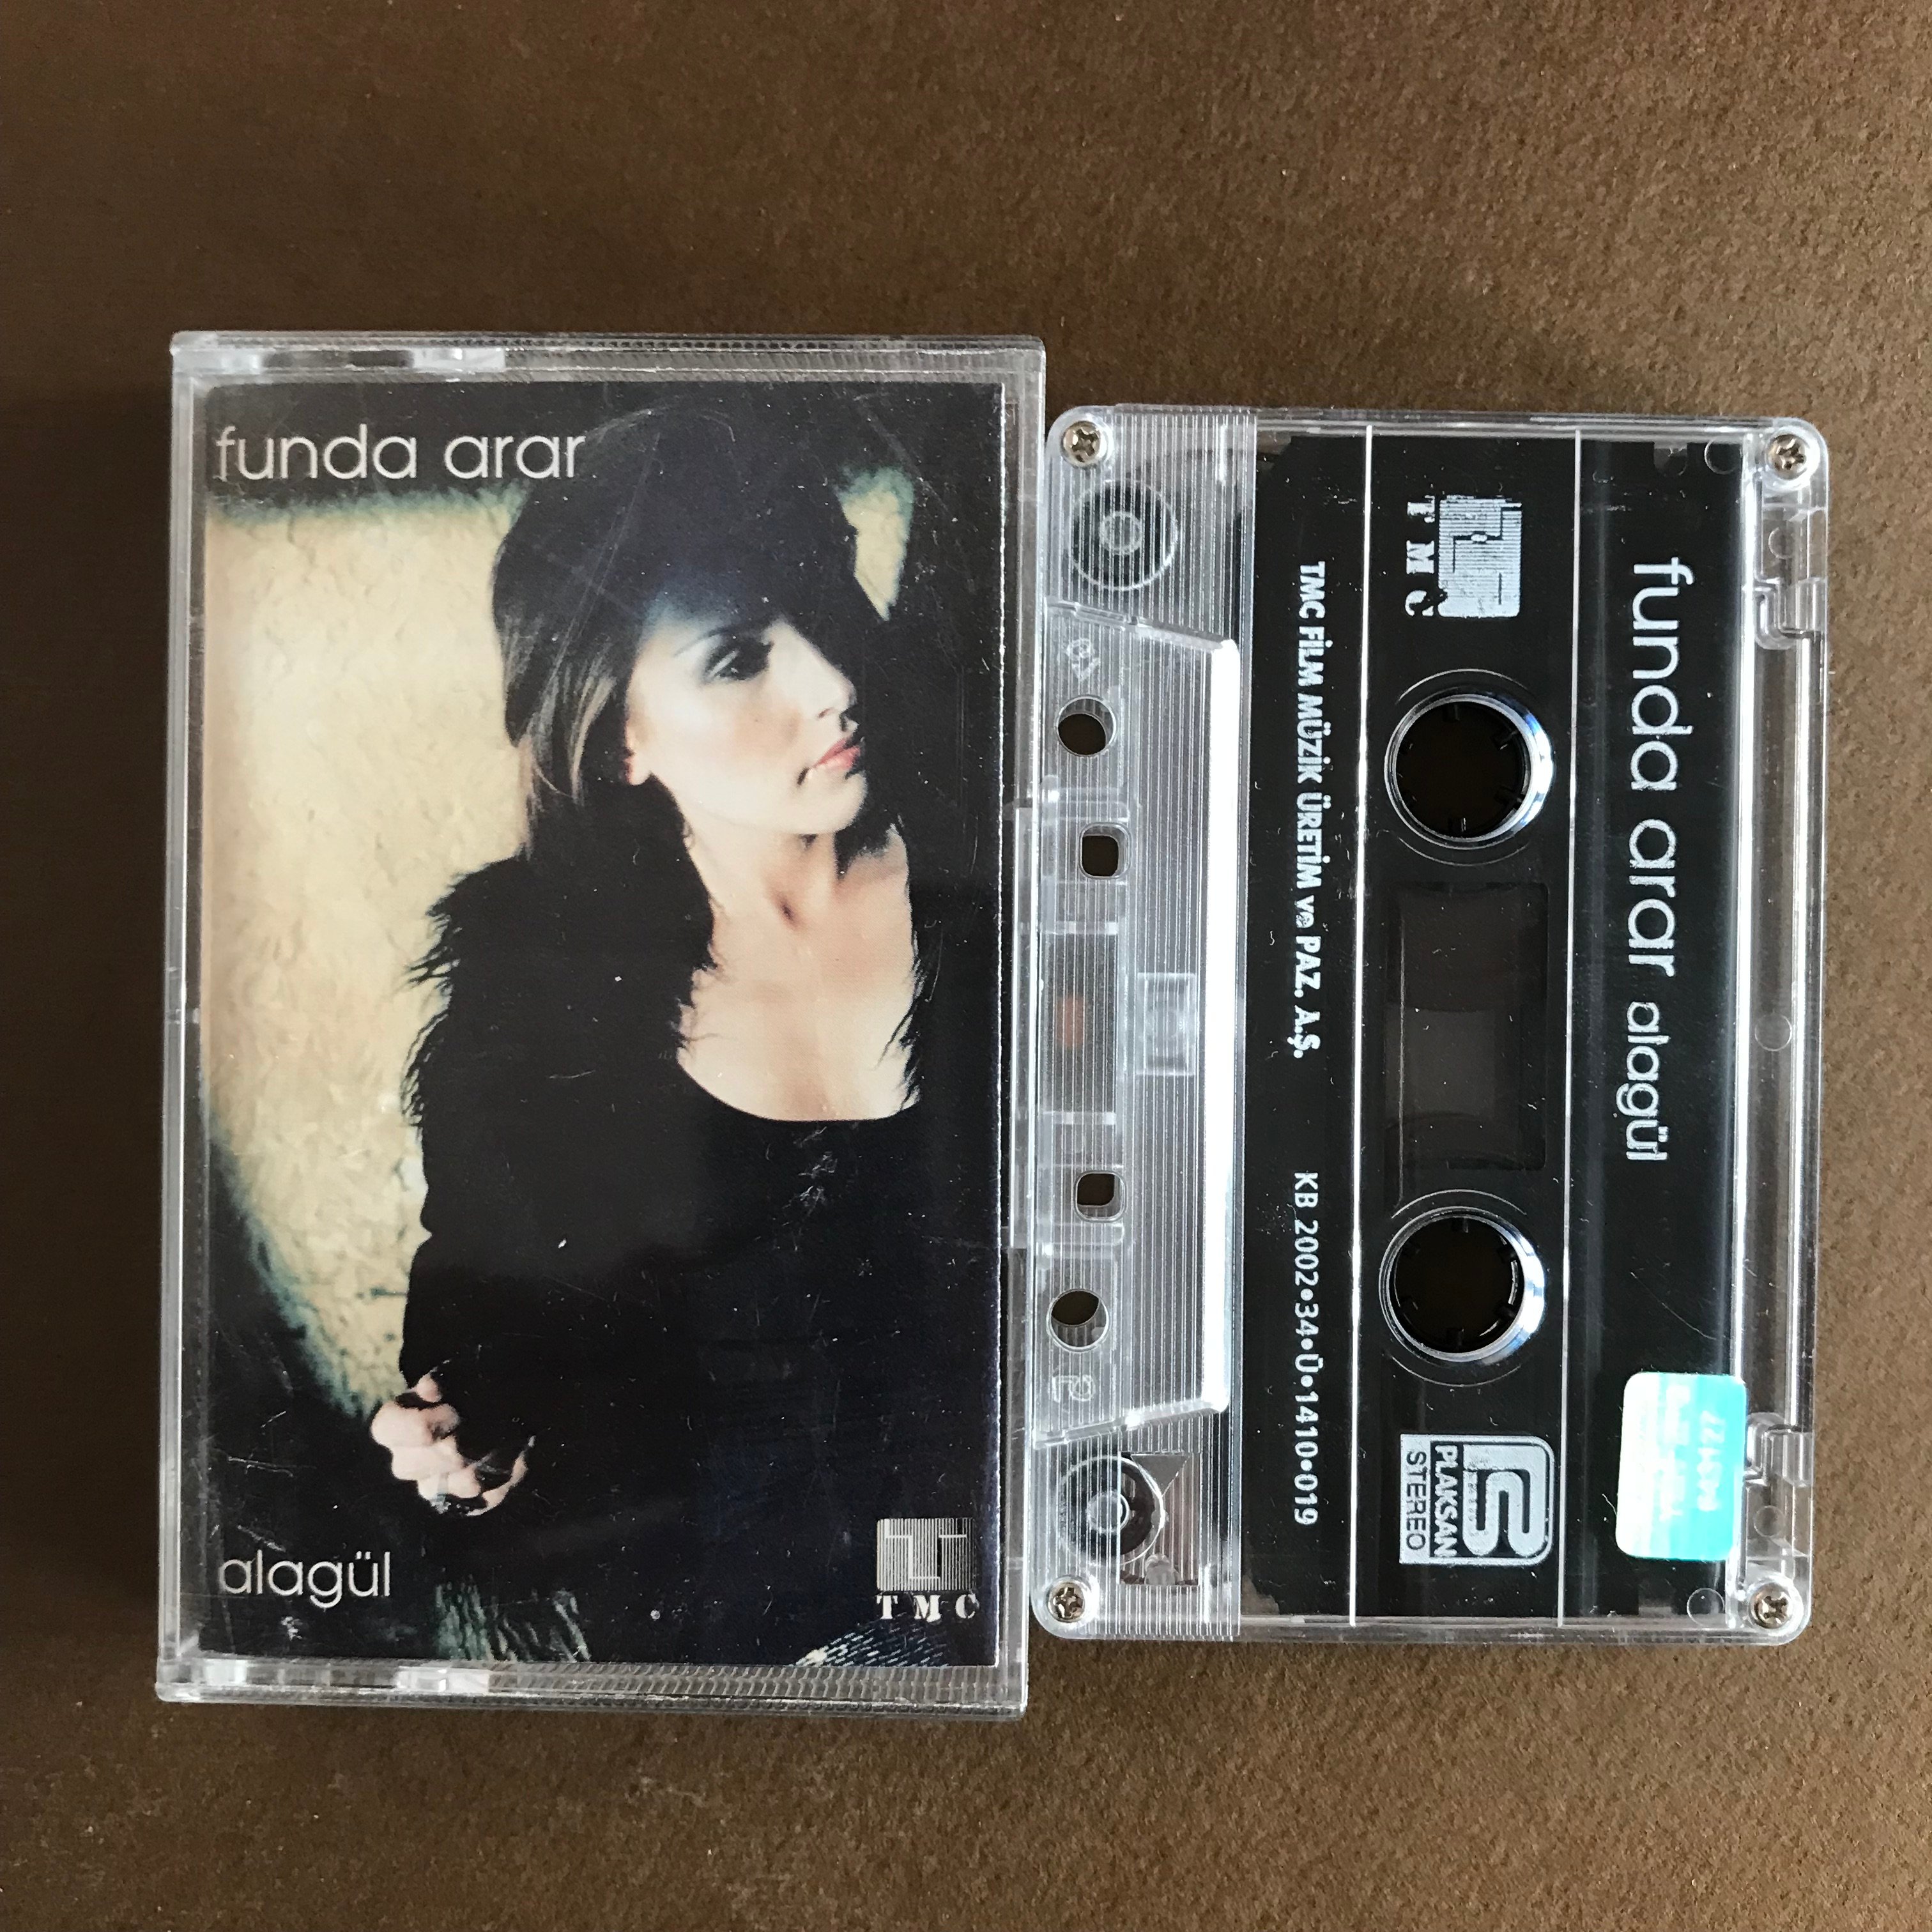 funda arar
alagül
TMC
funda arar alagül
TMC
PLAKSAN
STEREO
TMC FİLM MÜZİK ÜRETİM ve PAZ. A.Ş.
KB 2002•34•Ü•1410•019